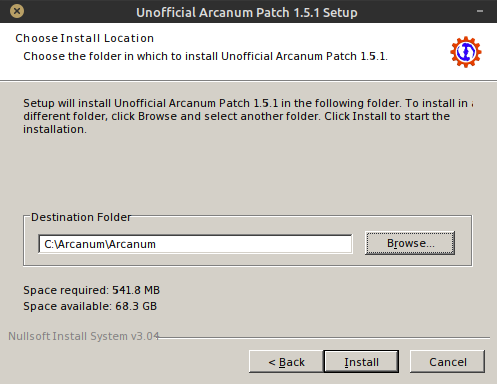 Unofficial Arcanum Patch 1.5.1 Setup
Choose Install Location
Choose the folder in which to install Unofficial Arcanum Patch 1.5.1.
Setup will install Unofficial Arcanum Patch 1.5.1 in the following folder. To install in a
different folder, click Browse and select another folder. Click Install to start the
installation.
Destination Folder
C:\Arcanum\Arcanum
Browse...
Space required: 541.8 MB
Space available: 68.3 GB
Nullsoft Install System v3.04
< Back
Install
Cancel